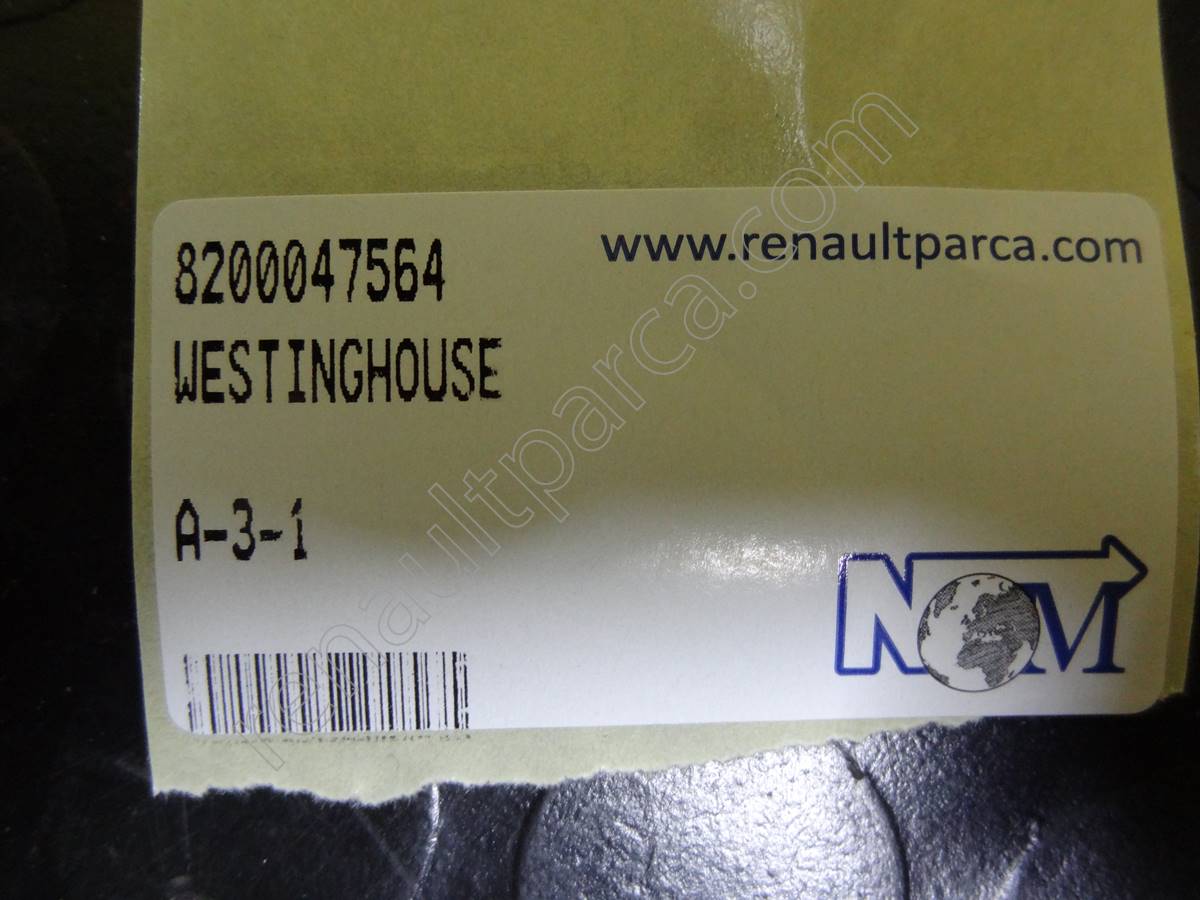 8200047564
www.renaultparca.com
WESTINGHOUSE
A-3-1
NOM
renaultparca.com